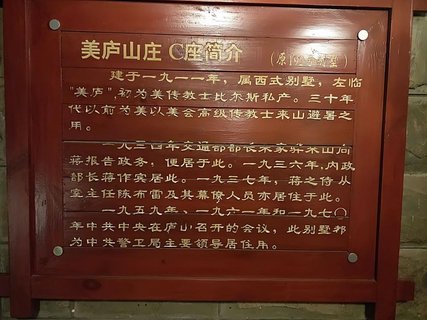 美庐山庄 C座简介
建于一九一一年，属西式别墅，左临
"美庐"，初为美传教士比尔斯私产。三十年
代以前为美以美会高级传教士来山避暑之
用。
一九三四年交通部部长朱家骅来山向
蒋报告政务，便居于此。一九三六年，内政
部长蒋作宾居此。一九三七年，蒋之侍从
室主任陈布雷及其幕僚人员亦居住于此。
一九五九年、一九六一年和一九七〇
年中共中央在庐山召开的会议，此别墅都
为中共警卫局主要领导居住用。